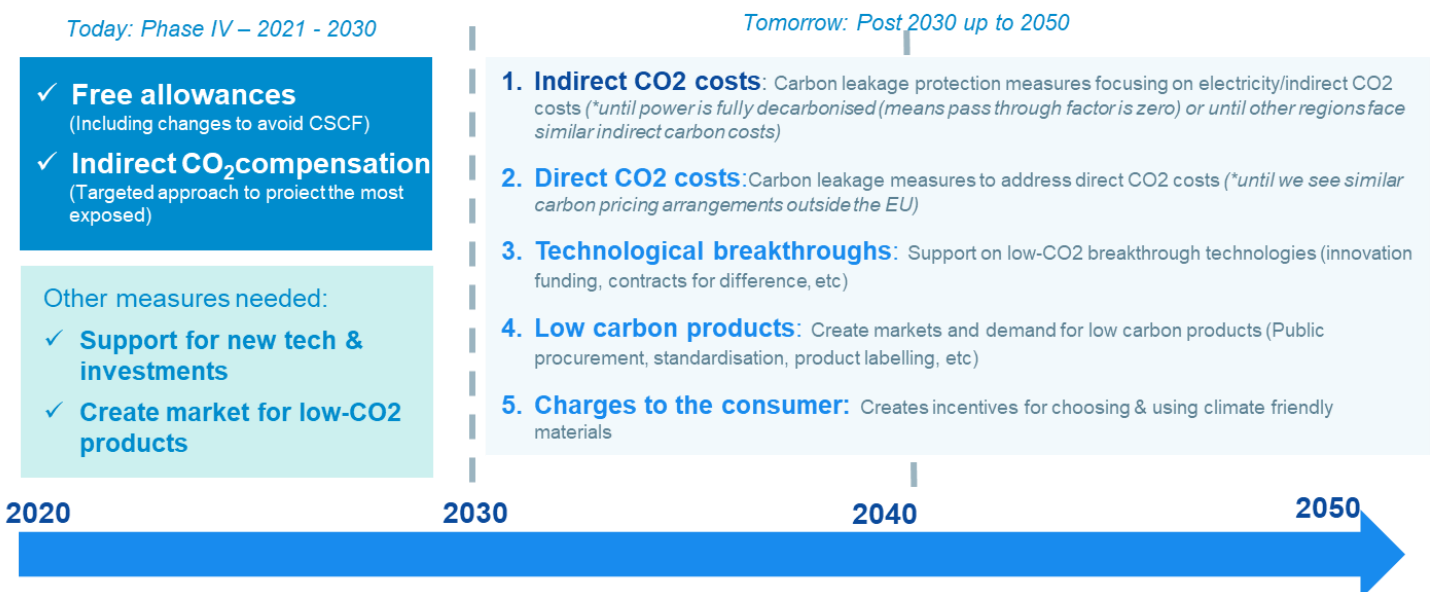 Today: Phase IV – 2021 - 2030
✓ Free allowances
(Including changes to avoid CSCF)
✓ Indirect CO₂compensation
(Targeted approach to proiect the most
exposed)
Other measures needed:
✓ Support for new tech &
investments
✓ Create market for low-CO2
products
Tomorrow: Post 2030 up to 2050
1. Indirect CO2 costs: Carbon leakage protection measures focusing on electricity/indirect CO2
costs (*until power is fully decarbonised (means pass through factor is zero) or until other regions face
similar indirect carbon costs)
2. Direct CO2 costs:Carbon leakage measures to address direct CO2 costs (*until we see similar
carbon pricing arrangements outside the EU)
3. Technological breakthroughs: Support on low-CO2 breakthrough technologies (innovation
funding, contracts for difference, etc)
4. Low carbon products: Create markets and demand for low carbon products (Public
procurement, standardisation, product labelling, etc)
5. Charges to the consumer: Creates incentives for choosing & using climate friendly
materials
2020
2030
2040
2050